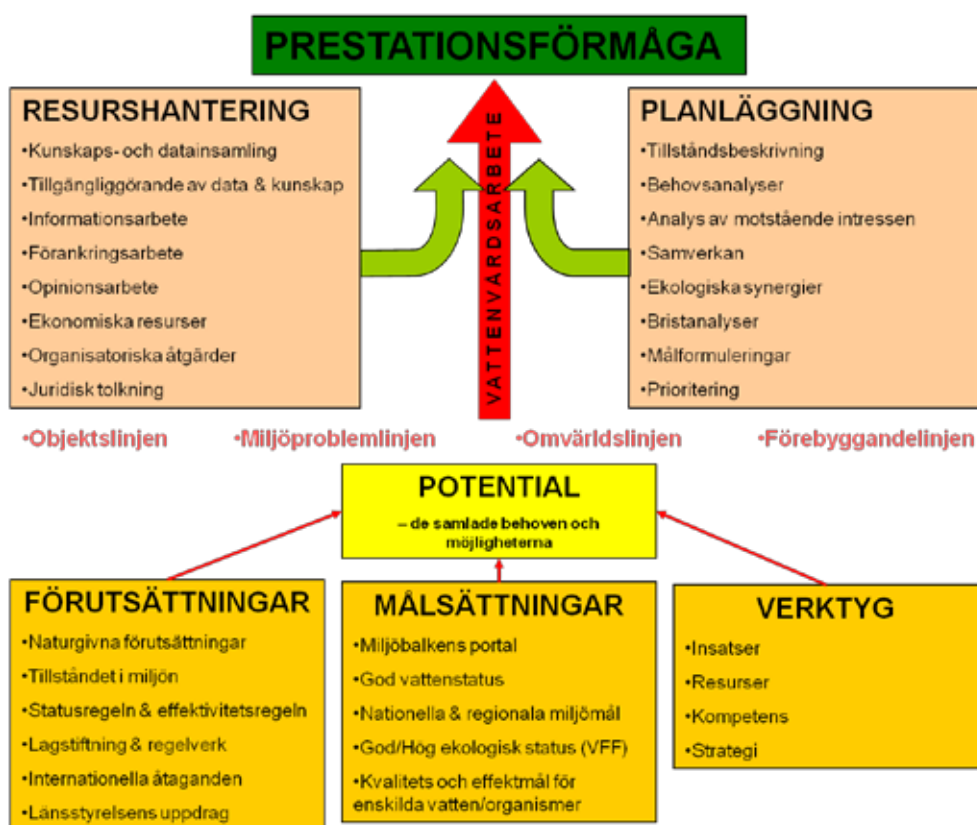 PRESTATIONSFÖRMÅGA
RESURSHANTERING
•Kunskaps- och datainsamling
•Tillgängliggörande av data & kunskap
•Informationsarbete
•Förankringsarbete
•Opinionsarbete
•Ekonomiska resurser
•Organisatoriska åtgärder
•Juridisk tolkning
VATTENVÅRDSARBETE
PLANLÄGGNING
•Tillståndsbeskrivning
•Behovsanalyser
•Analys av motstående intressen
•Samverkan
•Ekologiska synergier
•Bristanalyser
•Målformuleringar
•Prioritering
•Objektslinjen •Miljöproblemlinjen •Omvärldslinjen •Förebyggandelinjen
POTENTIAL
– de samlade behoven och
möjligheterna
FÖRUTSÄTTNINGAR
•Naturgivna förutsättningar
•Tillståndet i miljön
•Statusregeln & effektivitetsregeln
•Lagstiftning & regelverk
•Internationella åtaganden
•Länsstyrelsens uppdrag
MÅLSÄTTNINGAR
•Miljöbalkens portal
•God vattenstatus
•Nationella & regionala miljömål
•God/Hög ekologisk status (VFF)
•Kvalitets och effektmål för
enskilda vatten/organismer
VERKTYG
•Insatser
•Resurser
•Kompetens
•Strategi